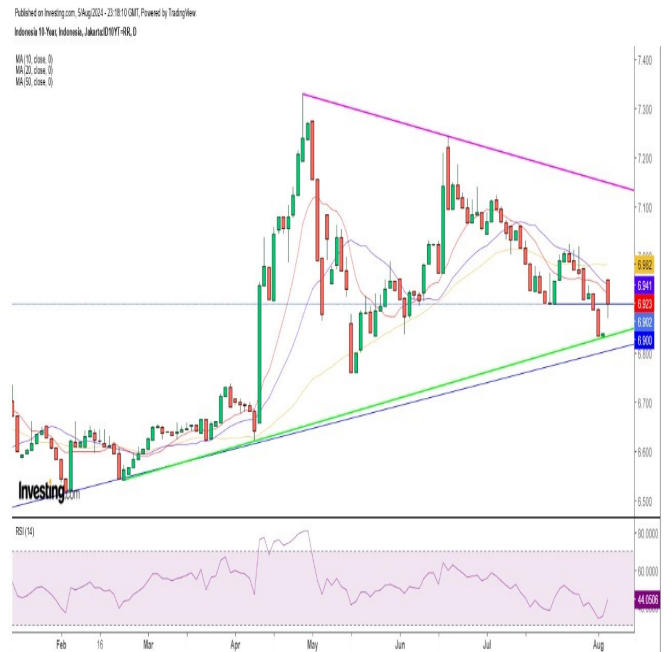 Published on Investing.com, 5/Aug/2024 - 23:18:10 GMT, Powered by TradingView.
Indonesia 10-Year, Indonesia, Jakarta:ID10YT=RR, D
MA (10, close, 0)
MA (20, close, 0)
MA (50, close, 0)
7.400
7.300
7.200
7.100
6.982
6.941
6.923
6.902
6.900
6.800
6.700
6.600
6.500
Investing.com
RSI (14)
80.0000
60.0000
44.0506
Feb 16 Mar Apr May Jun Jul Aug